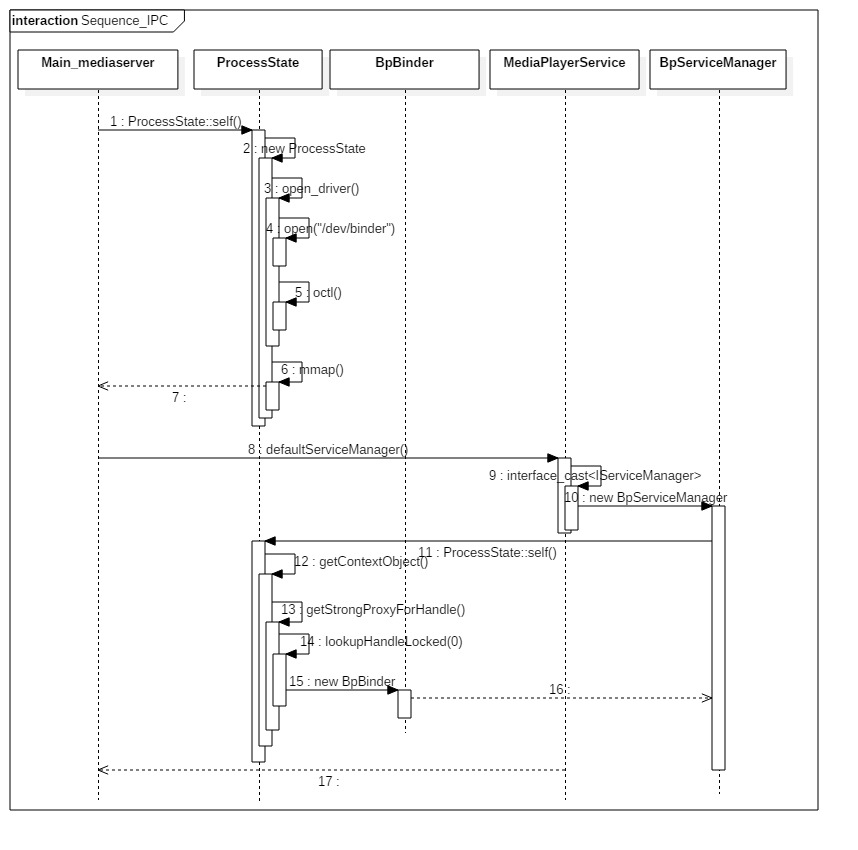 interaction Sequence_IPC
Main_mediaserver
ProcessState
BpBinder
MediaPlayerService
BpServiceManager
1 : ProcessState::self()
2 : new ProcessState
3 : open_driver()
4 : open("/dev/binder")
5 : octl()
6 : mmap()
7 :
8 : defaultServiceManager()
9 : interface_cast<IServiceManager>
10 : new BpServiceManager
11 : ProcessState::self()
12 : getContextObject()
13 : getStrongProxyForHandle()
14 : lookupHandleLocked(0)
15 : new BpBinder
16 :
17 :